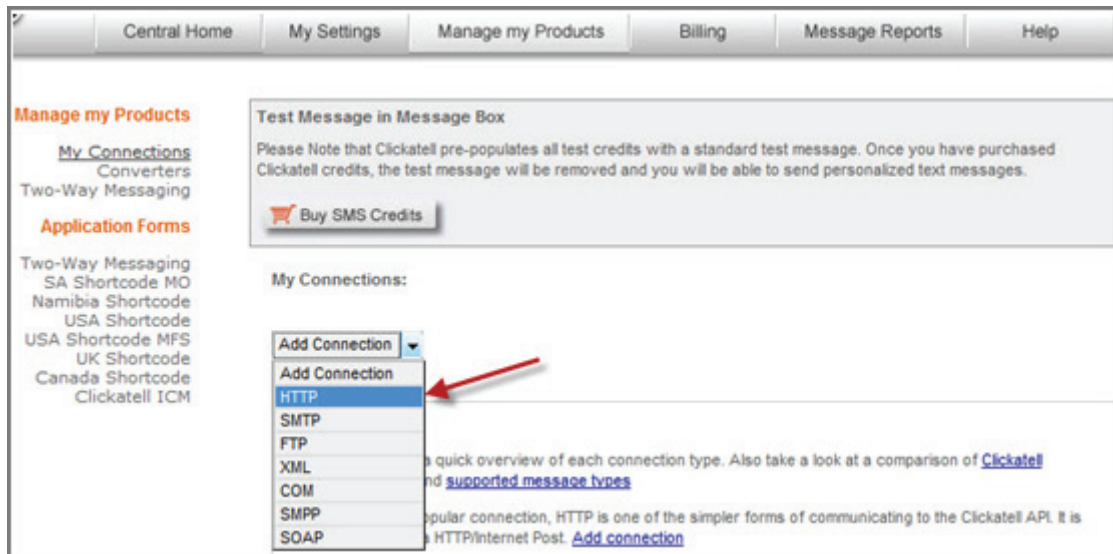 Central Home
My Settings
Manage my Products
Billing
Message Reports
Help
Manage my Products
My Connections
Converters
Two-Way Messaging
Application Forms
Two-Way Messaging
SA Shortcode MO
Namibia Shortcode
USA Shortcode
USA Shortcode MFS
UK Shortcode
Canada Shortcode
Clickatell ICM
Test Message in Message Box
Please Note that Clickatell pre-populates all test credits with a standard test message. Once you have purchased
Clickatell credits, the test message will be removed and you will be able to send personalized text messages.
Buy SMS Credits
My Connections:
Add Connection
Add Connection
HTTP
SMTP
FTP
XML
COM
SMPP
SOAP
a quick overview of each connection type. Also take a look at a comparison of Clickatell
supported message types
connection, HTTP is one of the simpler forms of communicating to the Clickatell API. It is
HTTP/Internet Post. Add connection